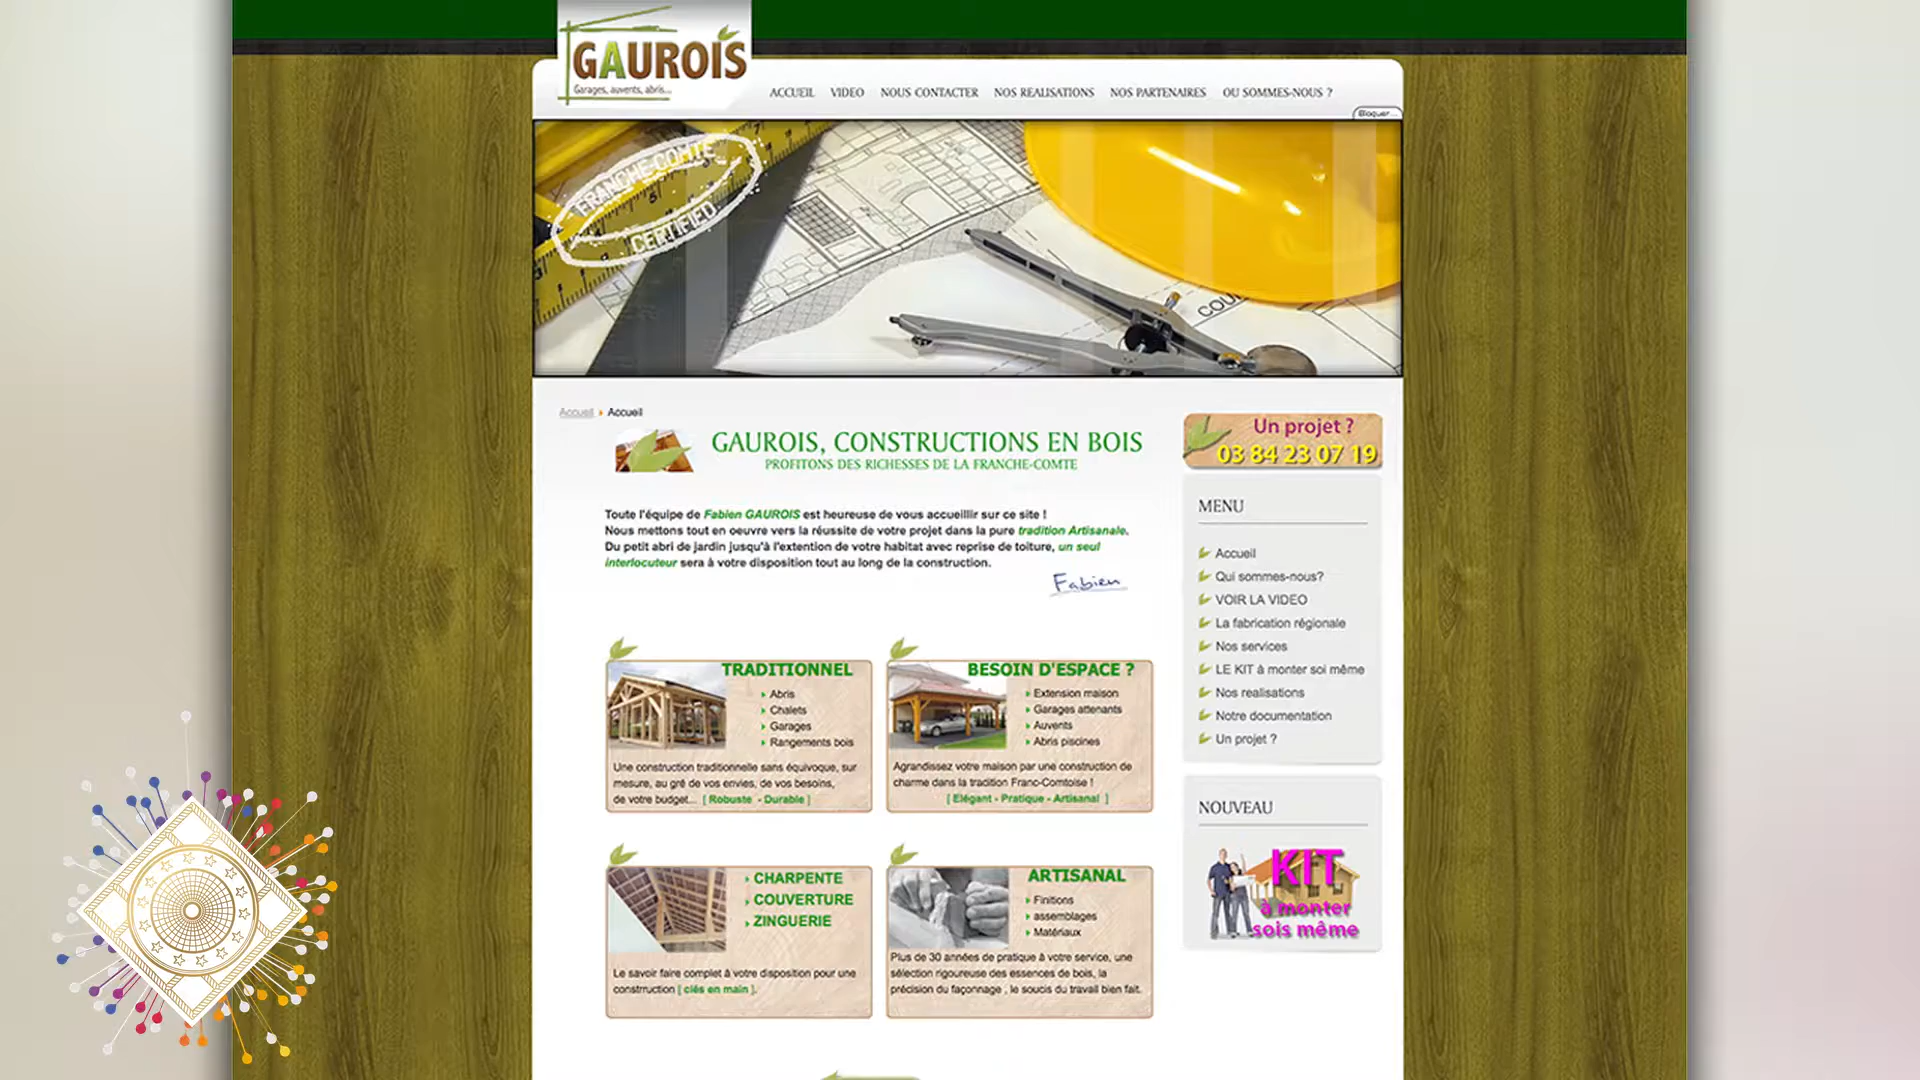 GAUROIS
Garages, auvents, abris...
ACCUEIL VIDEO NOUS CONTACTER NOS REALISATIONS NOS PARTENAIRES OU SOMMES-NOUS ?
Bloquer...
FRANCHE-COMTE
CERTIFIED
COU
Accueil Accueil
GAUROIS, CONSTRUCTIONS EN BOIS
PROFITONS DES RICHESSES DE LA FRANCHE-COMTE
Toute l'équipe de Fabien GAUROIS est heureuse de vous accueilllir sur ce site !
Nous mettons tout en oeuvre vers la réussite de votre projet dans la pure tradition Artisanale.
Du petit abri de jardin jusqu'à l'extention de votre habitat avec reprise de toiture, un seul
interlocuteur sera à votre disposition tout au long de la construction.
Fabien
TRADITIONNEL
Abris
Chalets
Garages
Rangements bois
Une construction traditionnelle sans équivoque, sur
mesure, au gré de vos envies, de vos besoins,
de votre budget... [ Robuste - Durable ]
BESOIN D'ESPACE ?
Extension maison
Garages attenants
Auvents
Abris piscines
Agrandissez votre maison par une construction de
charme dans la tradition Franc-Comtoise !
[ Elégant - Pratique - Artisanal ]
CHARPENTE
COUVERTURE
ZINGUERIE
Le savoir faire complet à votre disposition pour une
construction [ clés en main ].
ARTISANAL
Finitions
assemblages
Matériaux
Plus de 30 années de pratique à votre service, une
sélection rigoureuse des essences de bois, la
précision du façonnage , le soucis du travail bien fait.
Un projet ?
03 84 23 07 19
MENU
Accueil
Qui sommes-nous?
VOIR LA VIDEO
La fabrication régionale
Nos services
LE KIT à monter soi même
Nos realisations
Notre documentation
Un projet ?
NOUVEAU
KIT
à monter
sois même